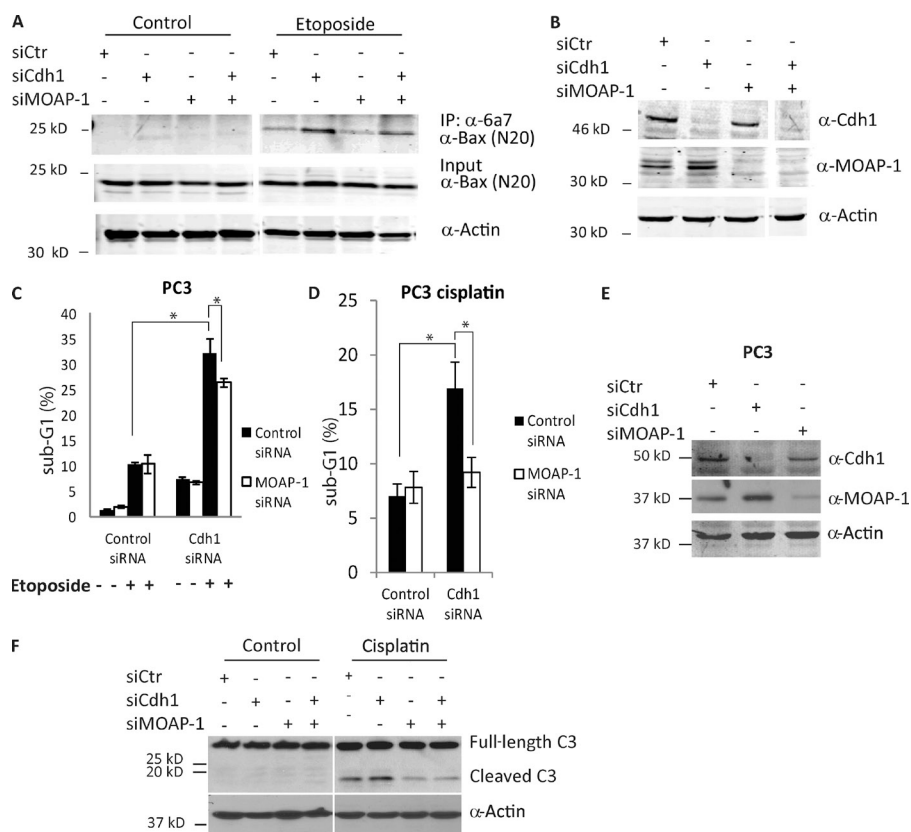 A
Control Etoposide
siCtr + - - - + - - -
siCdh1 - + - + - + - +
siMOAP-1 - - + + - - + +
25 kD
IP: α-6a7
α-Bax (N20)
25 kD
Input
α-Bax (N20)
α-Actin
30 kD
B
siCtr + - - -
siCdh1 - + - +
siMOAP-1 - - + +
46 kD
α-Cdh1
α-MOAP-1
30 kD
α-Actin
30 kD
C
PC3
sub-G1 (%)
40
35
30
25
20
15
10
5
0
*
*
Control
siRNA
Cdh1
siRNA
Control
siRNA
MOAP-1
siRNA
Etoposide - - + + - - + +
D
PC3 cisplatin
sub-G1 (%)
25
20
15
10
5
0
*
*
Control
siRNA
Cdh1
siRNA
Control
siRNA
MOAP-1
siRNA
E
PC3
siCtr + - -
siCdh1 - + -
siMOAP-1 - - +
50 kD
α-Cdh1
37 kD
α-MOAP-1
α-Actin
37 kD
F
Control Cisplatin
siCtr + - - - + - - -
siCdh1 - + - + - + - +
siMOAP-1 - - + + - - + +
Full-length C3
25 kD
20 kD
Cleaved C3
α-Actin
37 kD